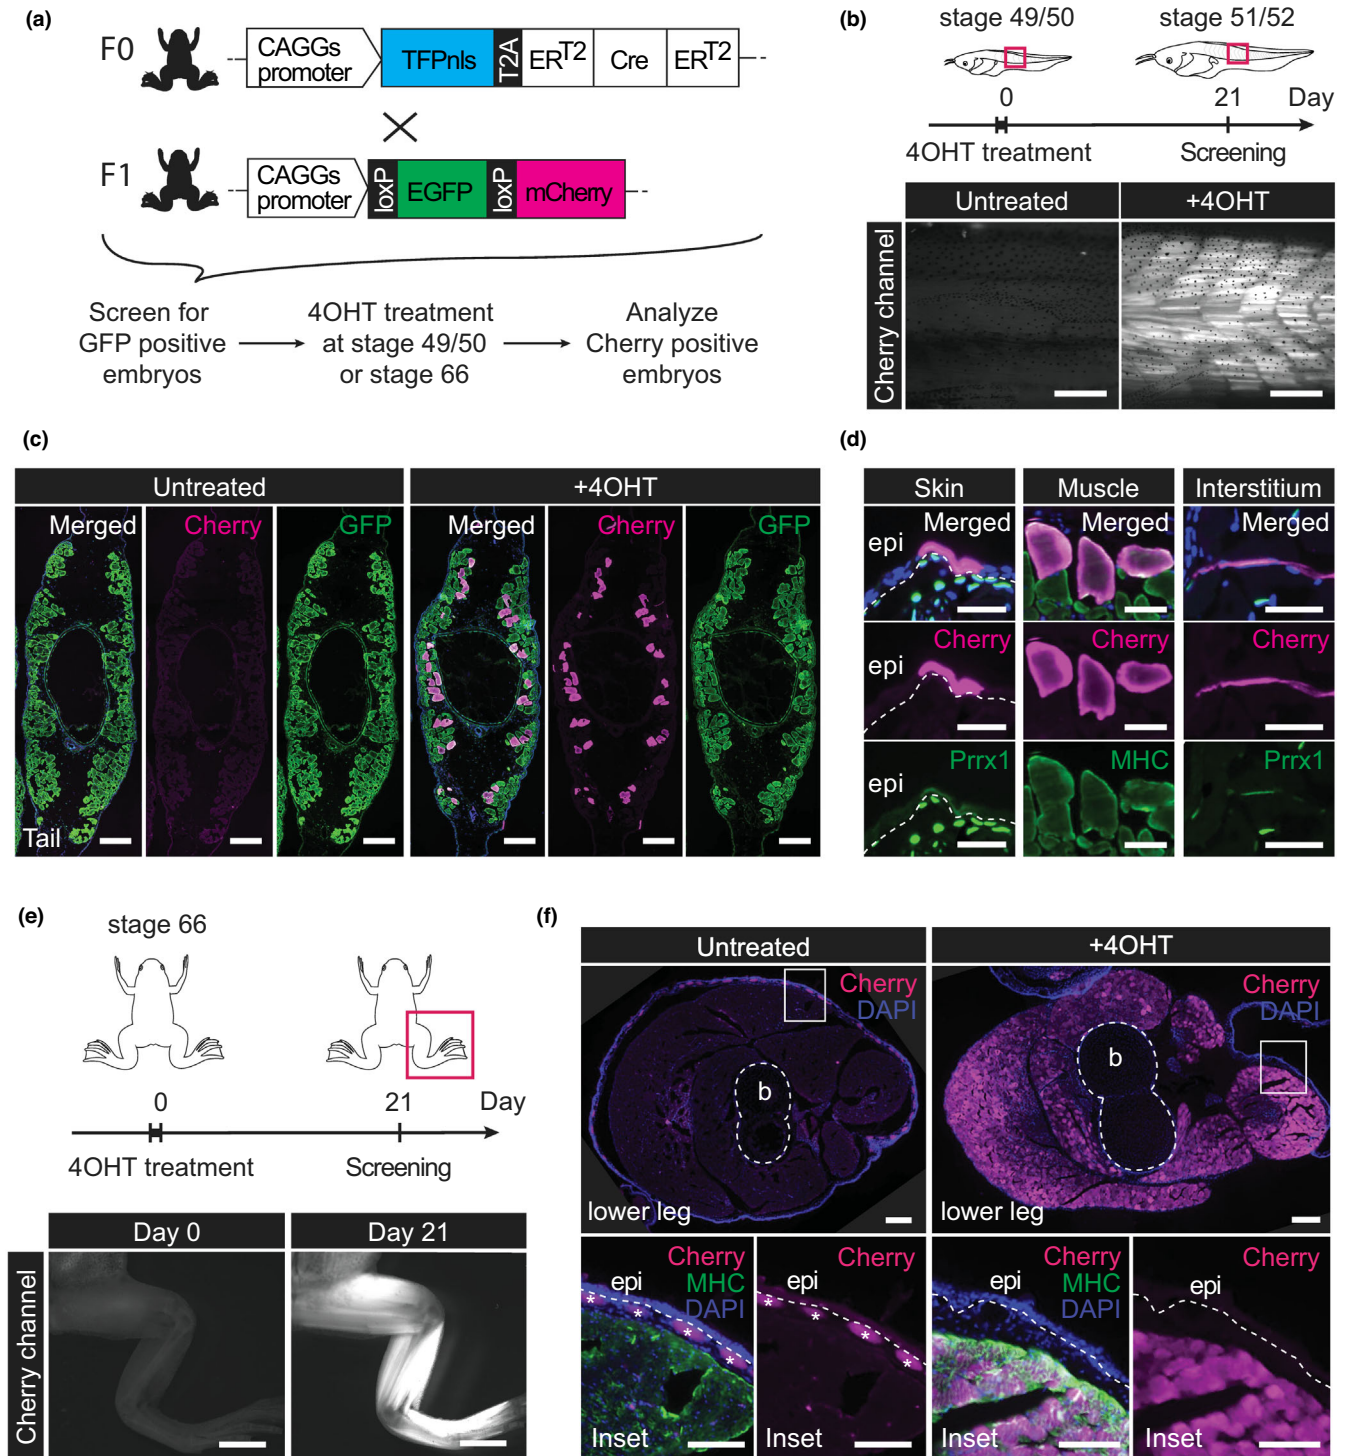 (a)
F0
CAGGs
promoter
TFPnls
T2A
ERT2
Cre
ERT2
F1
CAGGs
promoter
loxP
EGFP
loxP
mCherry
Screen for
GFP positive
embryos
4OHT treatment
at stage 49/50
or stage 66
Analyze
Cherry positive
embryos
(b)
stage 49/50
stage 51/52
0
21
Day
4OHT treatment
Screening
Untreated
+4OHT
Cherry channel
(c)
Untreated
+4OHT
Merged
Cherry
GFP
Merged
Cherry
GFP
Tail
(d)
Skin
Muscle
Interstitium
Merged
Merged
Merged
epi
Cherry
Cherry
Cherry
epi
Prrx1
MHC
Prrx1
epi
(e)
stage 66
0
21
Day
4OHT treatment
Screening
Day 0
Day 21
Cherry channel
(f)
Untreated
+4OHT
Cherry
DAPI
b
lower leg
Cherry
DAPI
b
lower leg
Cherry
MHC
DAPI
epi
* * * *
Inset
Cherry
epi
* * * *
Inset
Cherry
MHC
DAPI
epi
Inset
Cherry
epi
Inset